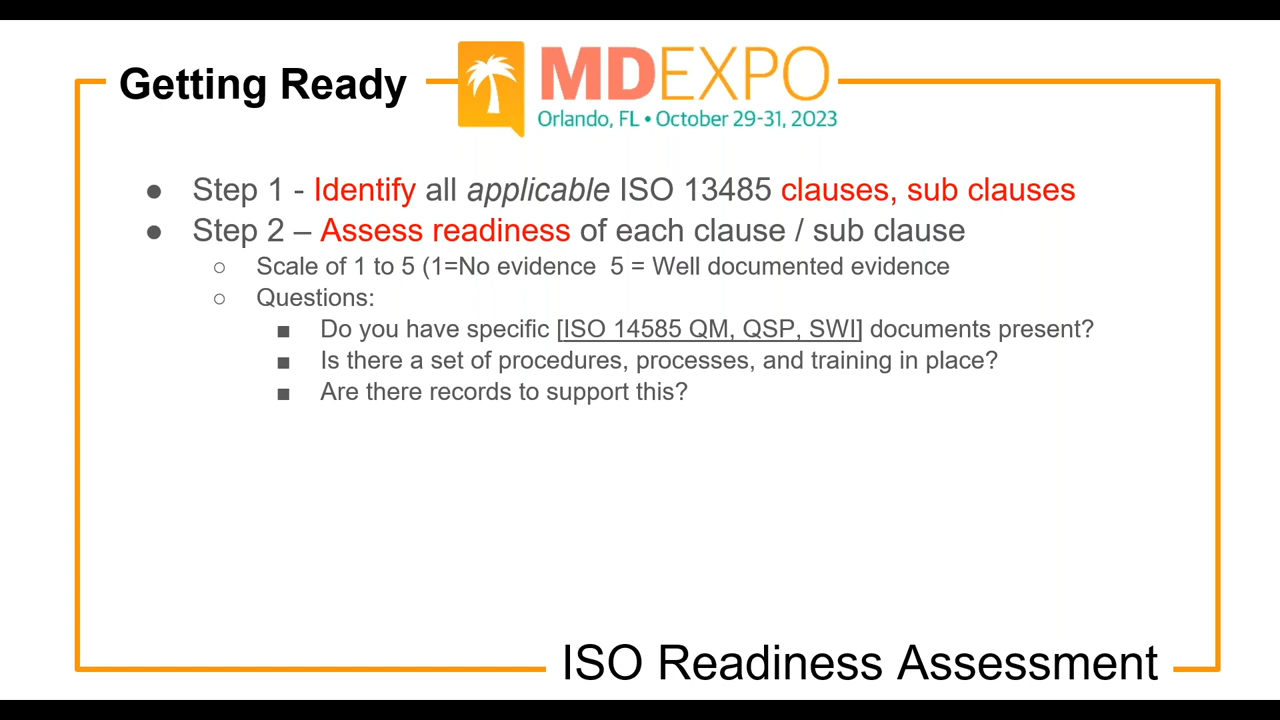 Getting Ready
MDEXPO
Orlando, FL • October 29-31, 2023
● Step 1 - Identify all applicable ISO 13485 clauses, sub clauses
● Step 2 – Assess readiness of each clause / sub clause
○ Scale of 1 to 5 (1=No evidence  5 = Well documented evidence
○ Questions:
■ Do you have specific [ISO 14585 QM, QSP, SWI] documents present?
■ Is there a set of procedures, processes, and training in place?
■ Are there records to support this?
ISO Readiness Assessment